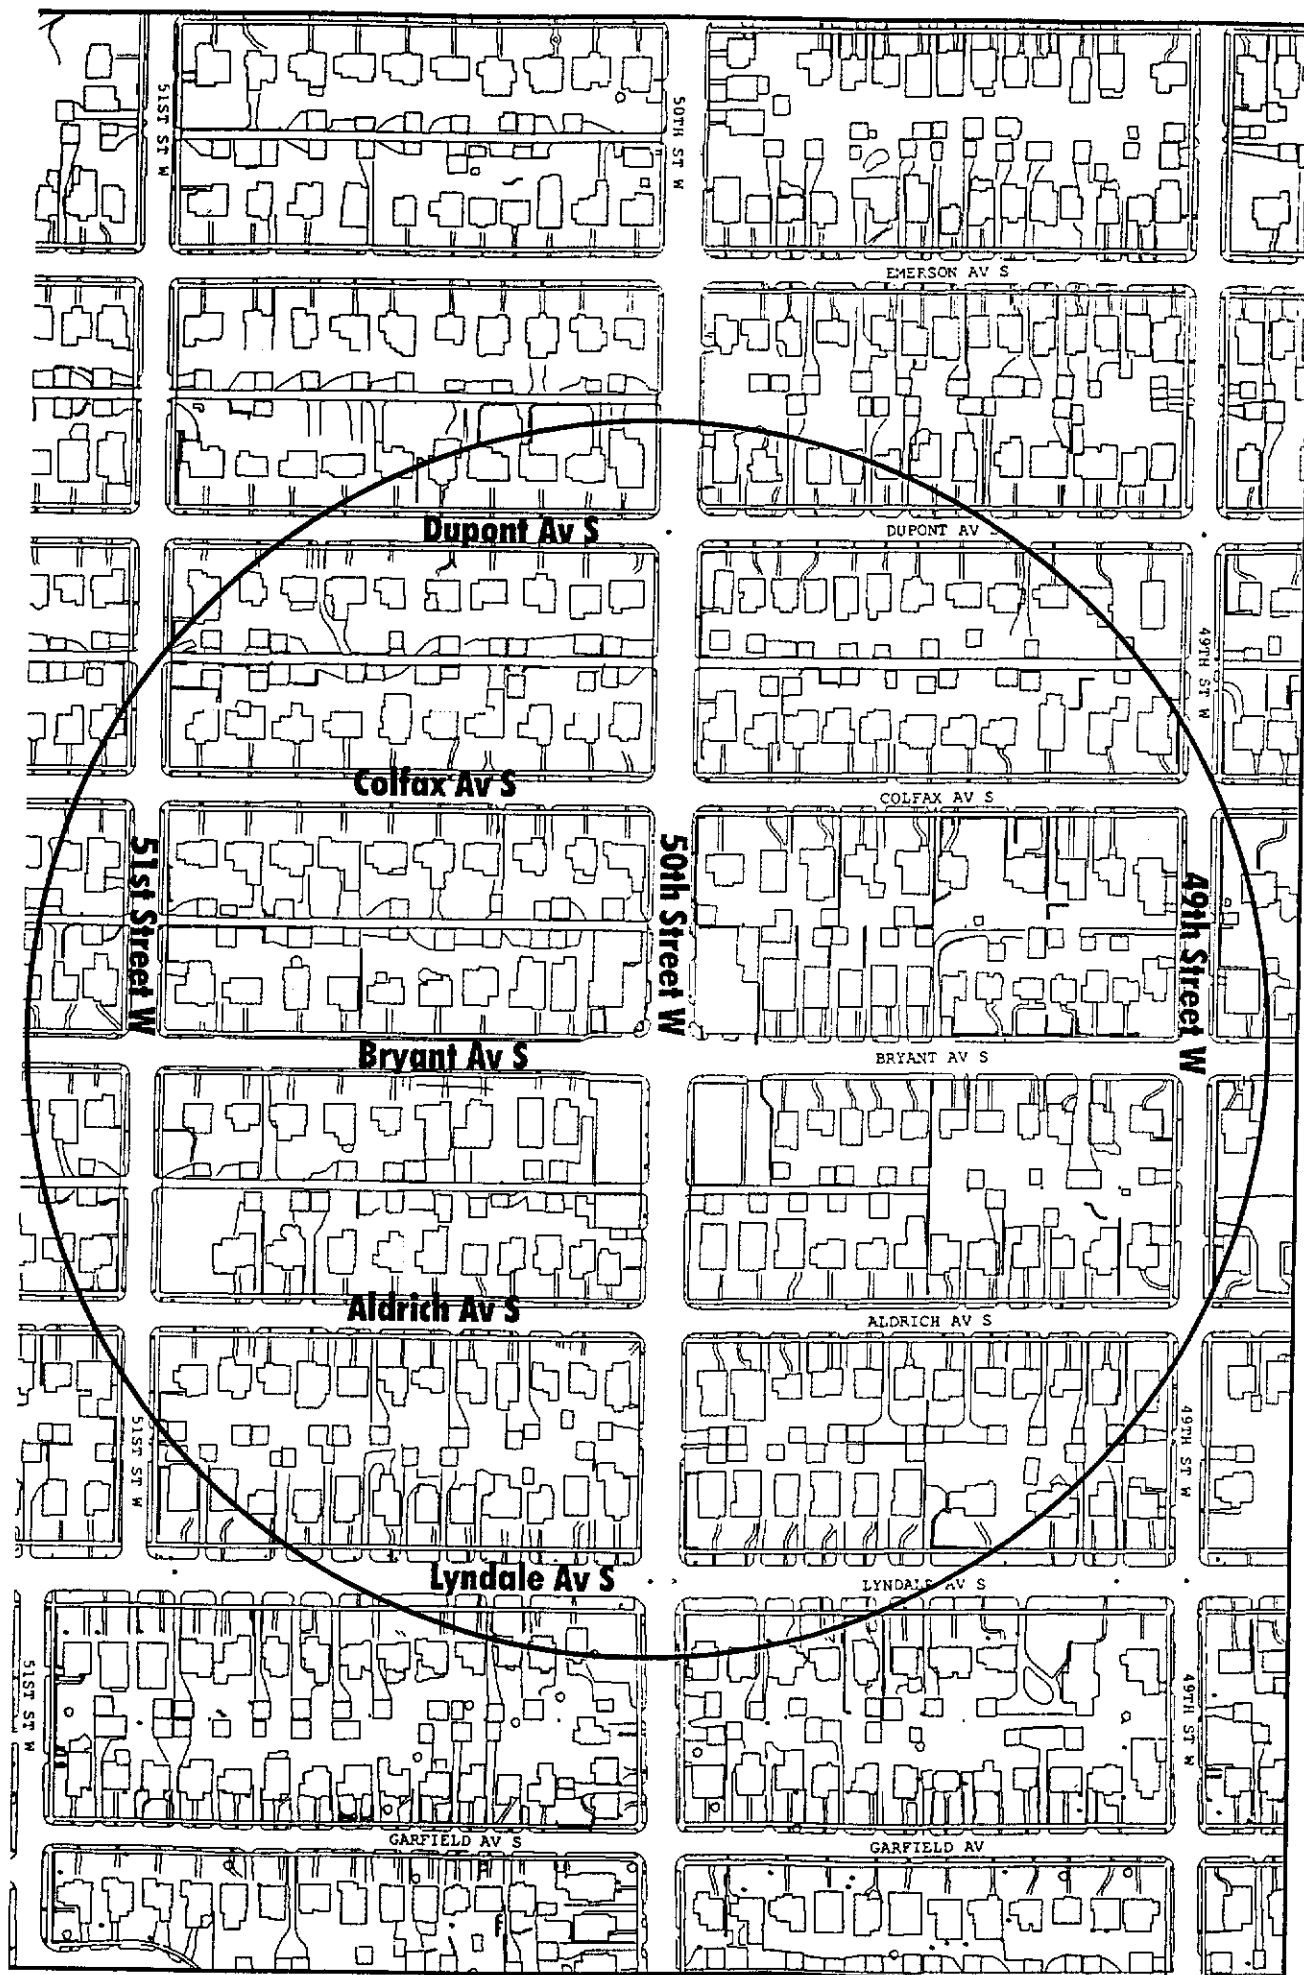 51ST ST W
50TH ST W
EMERSON AV S
Dupont Av S
DUPONT AV S
49TH ST W
Colfax Av S
COLFAX AV S
51st Street W
50th Street W
49th Street W
Bryant Av S
BRYANT AV S
Aldrich Av S
ALDRICH AV S
51ST ST W
49TH ST W
Lyndale Av S
LYNDALE AV S
51ST ST W
49TH ST W
GARFIELD AV S
GARFIELD AV